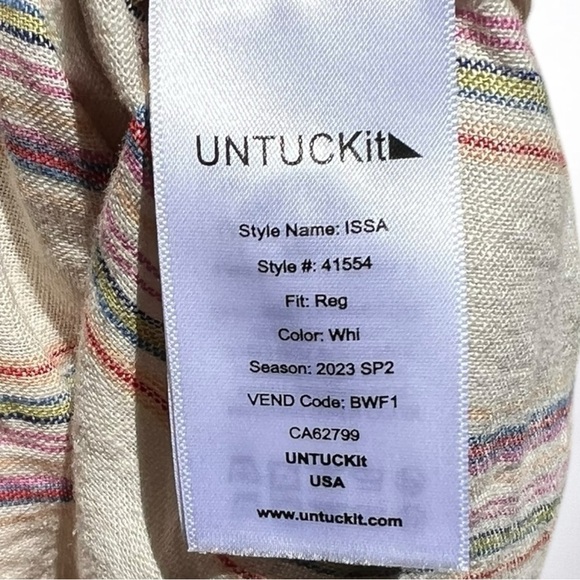 UNTUCKit
Style Name: ISSA
Style #: 41554
Fit: Reg
Color: Whi
Season: 2023 SP2
VEND Code: BWF1
CA62799
UNTUCKit
USA
www.untuckit.com